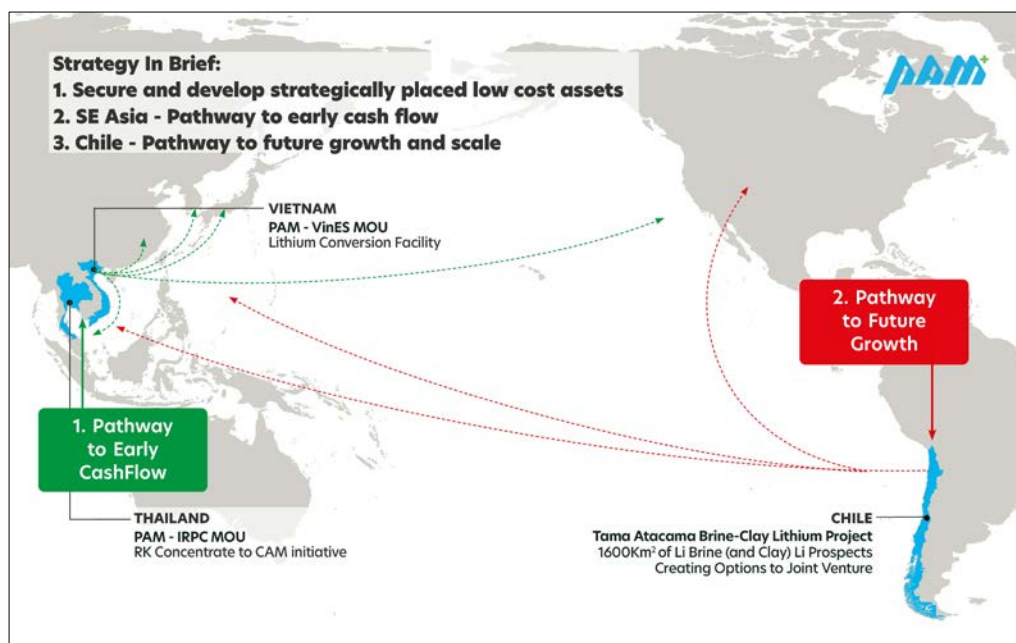 Strategy In Brief:
1. Secure and develop strategically placed low cost assets
2. SE Asia - Pathway to early cash flow
3. Chile - Pathway to future growth and scale
PAM+
VIETNAM
PAM - VinES MOU
Lithium Conversion Facility
2. Pathway
to Future
Growth
1. Pathway
to Early
CashFlow
THAILAND
PAM - IRPC MOU
RK Concentrate to CAM initiative
CHILE
Tama Atacama Brine-Clay Lithium Project
1600Km² of Li Brine (and Clay) Li Prospects
Creating Options to Joint Venture